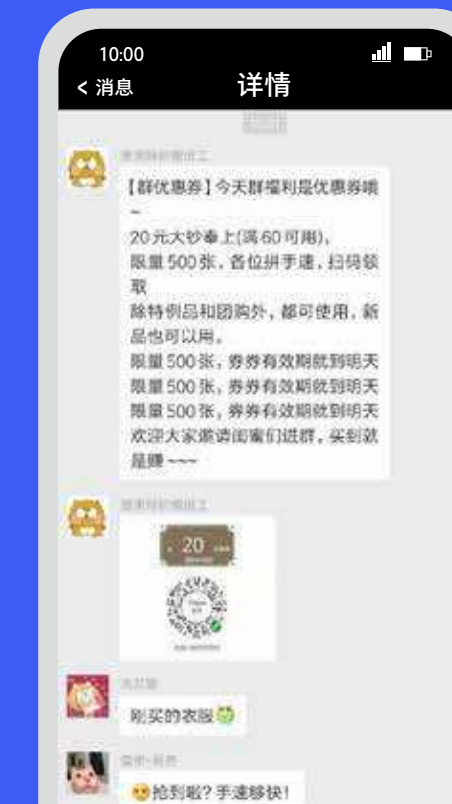 10:00
< 消息
详情
【群优惠券】今天群福利是优惠券哦
~
20元大钞奉上(满60可用),
限量500张,各位拼手速,扫码领
取
除特例品和团购外,都可使用,新
品也可以用。
限量500张,券券有效期就到明天
限量500张,券券有效期就到明天
限量500张,券券有效期就到明天
欢迎大家邀请闺蜜们进群,买到就
是赚~~~
20
刚买的衣服
抢到啦?手速够快!